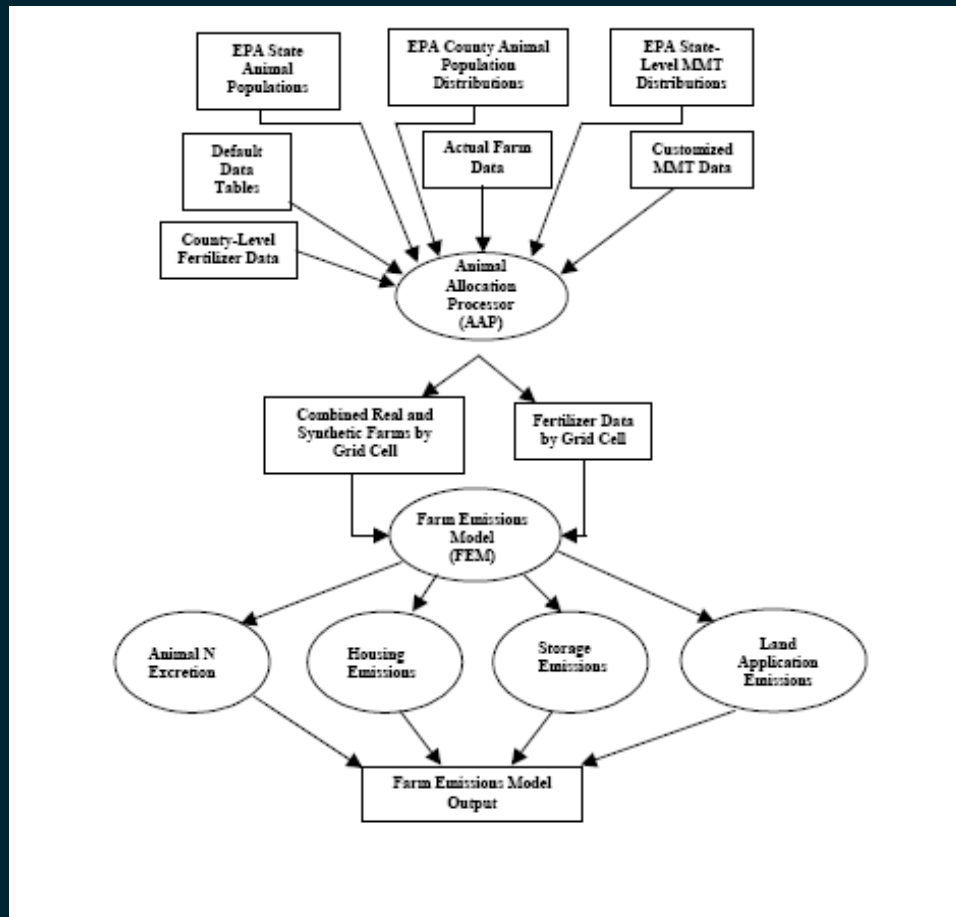 EPA State
Animal
Populations
EPA County Animal
Population
Distributions
EPA State-
Level MMT
Distributions
Default
Data
Tables
Actual Farm
Data
Customized
MMT Data
County-Level
Fertilizer Data
Animal
Allocation
Processor
(AAP)
Combined Real and
Synthetic Farms by
Grid Cell
Fertilizer Data
by Grid Cell
Farm Emissions
Model
(FEM)
Animal N
Excretion
Housing
Emissions
Storage
Emissions
Land
Application
Emissions
Farm Emissions Model
Output